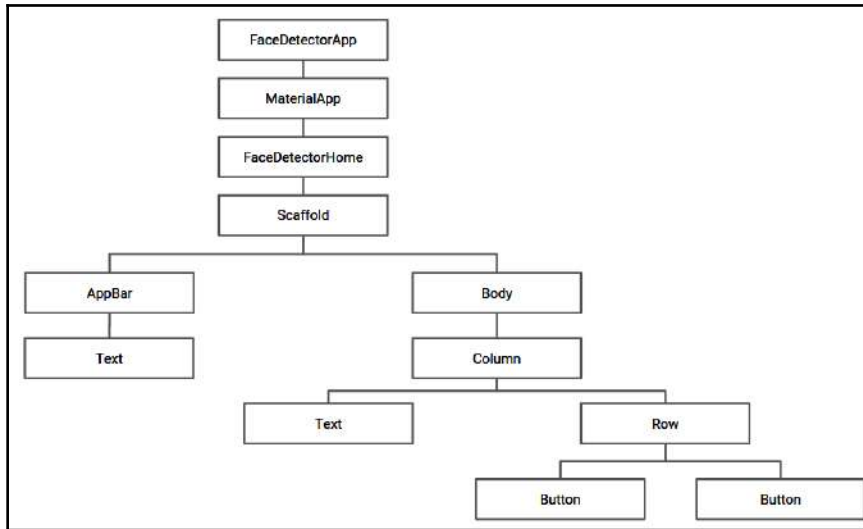 FaceDetectorApp
MaterialApp
FaceDetectorHome
Scaffold
AppBar
Body
Text
Column
Text
Row
Button
Button